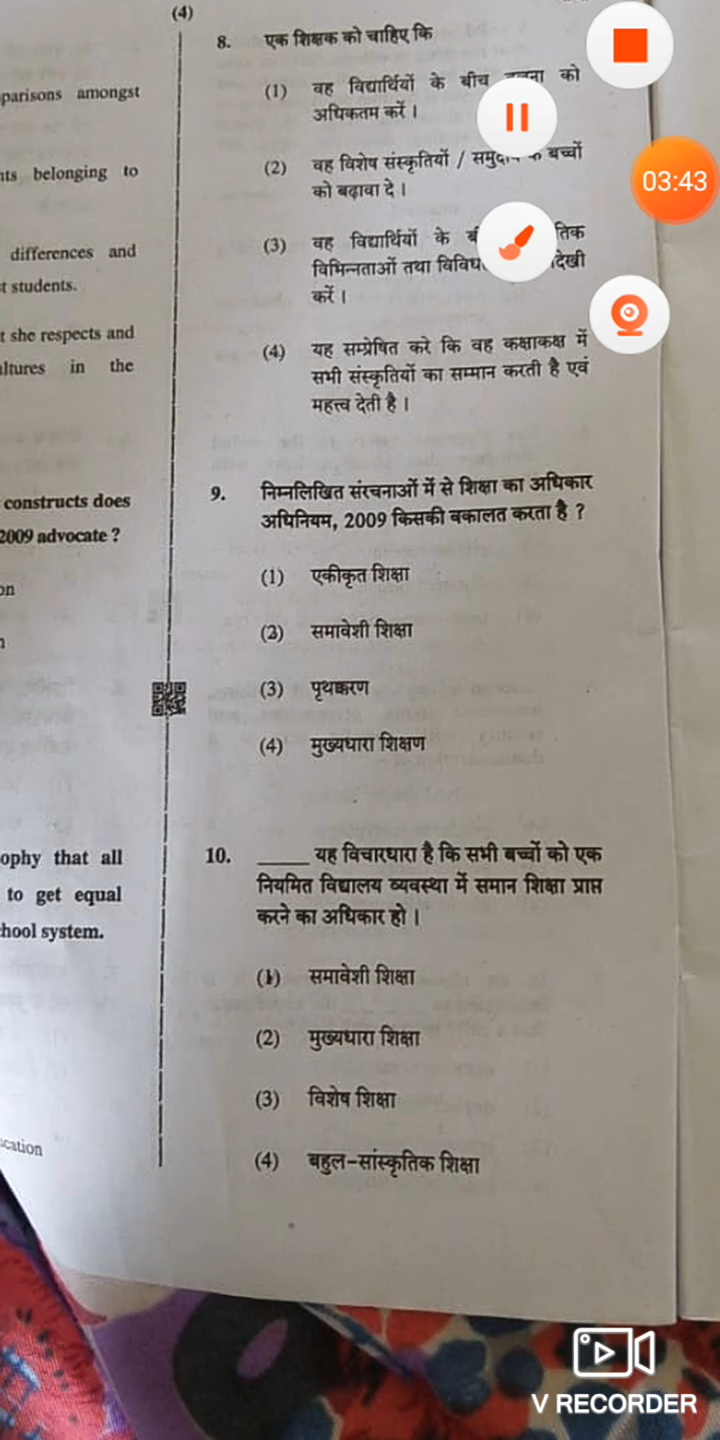 (4)
parisons amongst
nts belonging to
differences and
t students.
t she respects and
ltures in the
constructs does
2009 advocate ?
on
ophy that all
to get equal
hool system.
cation
8. एक शिक्षक को चाहिए कि
(1) वह विद्यार्थियों के बीच को
अधिकतम करें ।
(2) वह विशेष संस्कृतियों / के बच्चों
को बढ़ावा दे ।
(3) वह विद्यार्थियों के
विभिन्नताओं तथा
करें ।
(4) यह सम्प्रेषित करे कि वह कक्षाकक्ष में
सभी संस्कृतियों का सम्मान करती है एवं
महत्त्व देती है ।
9. निम्नलिखित संरचनाओं में से शिक्षा का अधिकार
अधिनियम, 2009 किसकी बकालत करता है ?
(1) एकीकृत शिक्षा
(2) समावेशी शिक्षा
(3) पृथक्करण
(4) मुख्यधारा शिक्षण
10. _____ यह विचारधारा है कि सभी बच्चों को एक
नियमित विद्यालय व्यवस्था में समान शिक्षा प्राप्त
करने का अधिकार हो ।
(1) समावेशी शिक्षा
(2) मुख्यधारा शिक्षा
(3) विशेष शिक्षा
(4) बहुल-सांस्कृतिक शिक्षा
03:43
V RECORDER